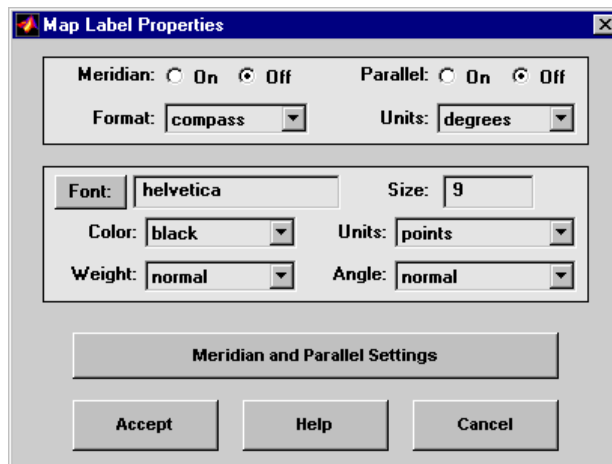 Map Label Properties
Meridian: On Off Parallel: On Off
Format: compass Units: degrees
Font: helvetica Size: 9
Color: black Units: points
Weight: normal Angle: normal
Meridian and Parallel Settings
Accept Help Cancel